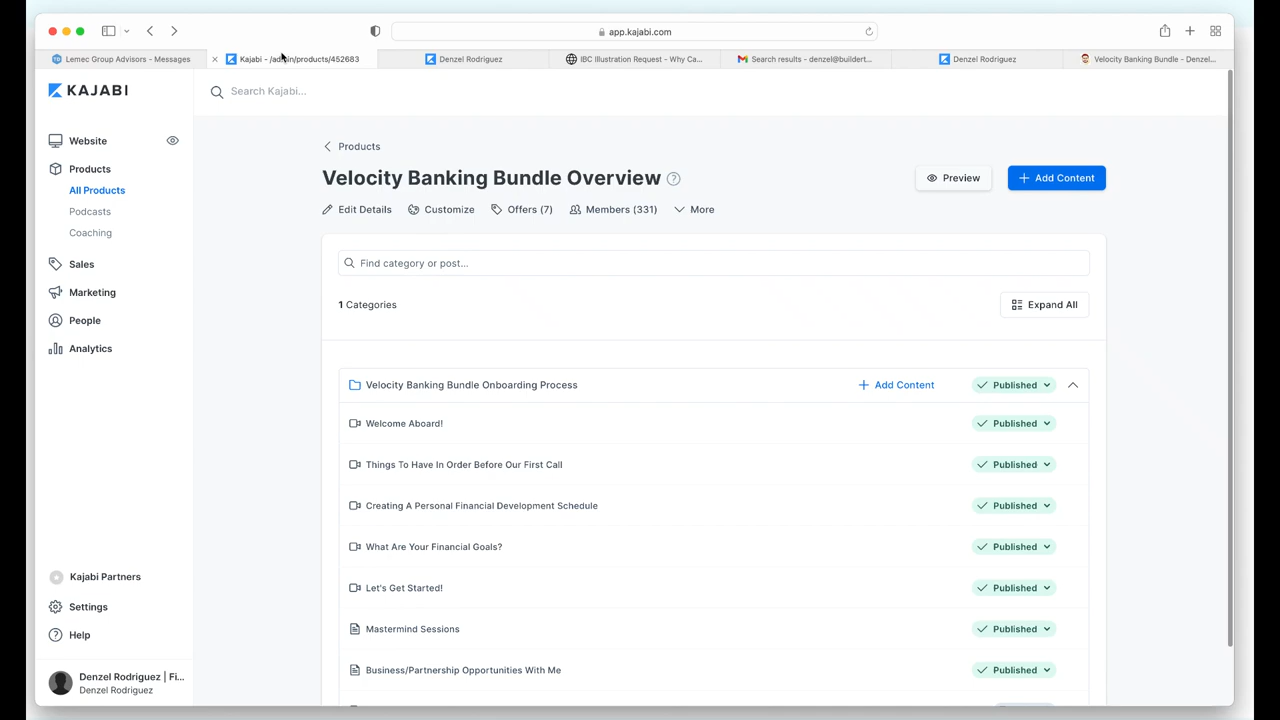 app.kajabi.com
Lemec Group Advisors - Messages
Kajabi - /admin/products/452683
Denzel Rodriguez
IBC Illustration Request - Why Ca...
Search results - denzel@buildert...
Denzel Rodriguez
Velocity Banking Bundle - Denzel...
KAJABI
Search Kajabi...
Website
Products
All Products
Podcasts
Coaching
Sales
Marketing
People
Analytics
Kajabi Partners
Settings
Help
Denzel Rodriguez | Fi...
Denzel Rodriguez
Products
Velocity Banking Bundle Overview
Preview
Add Content
Edit Details
Customize
Offers (7)
Members (331)
More
Find category or post...
1 Categories
Expand All
Velocity Banking Bundle Onboarding Process
Add Content
Published
Welcome Aboard!
Published
Things To Have In Order Before Our First Call
Published
Creating A Personal Financial Development Schedule
Published
What Are Your Financial Goals?
Published
Let's Get Started!
Published
Mastermind Sessions
Published
Business/Partnership Opportunities With Me
Published